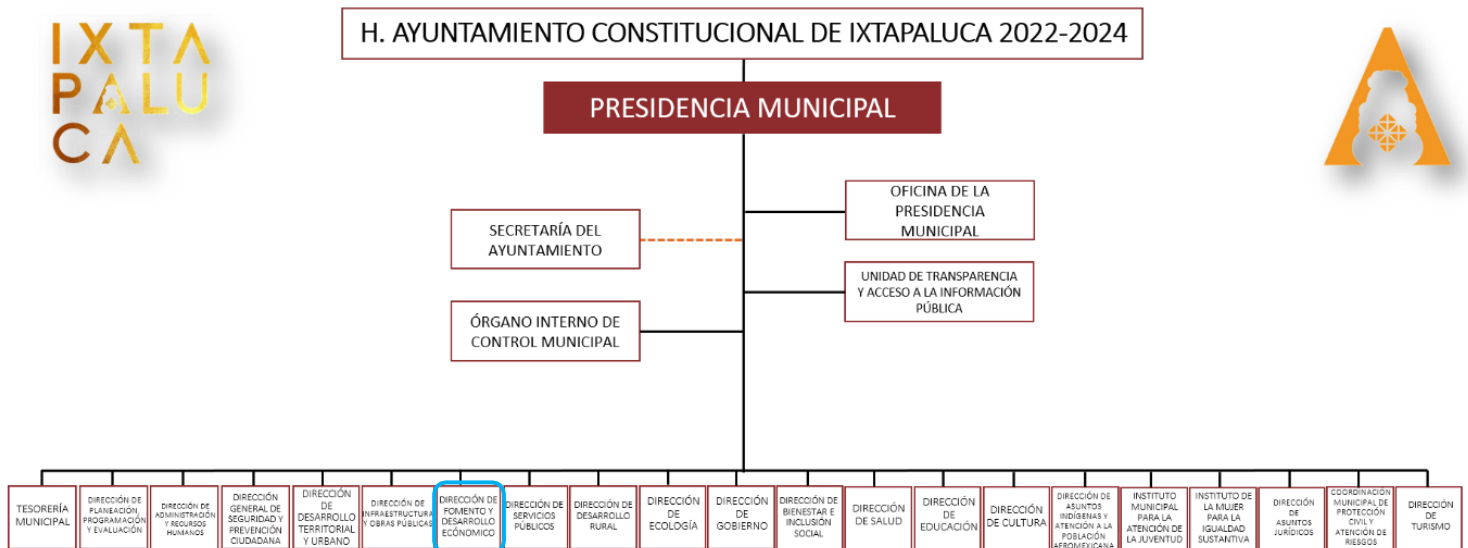 IXTA
PALU
CA
H. AYUNTAMIENTO CONSTITUCIONAL DE IXTAPALUCA 2022-2024
PRESIDENCIA MUNICIPAL
OFICINA DE LA
PRESIDENCIA
MUNICIPAL
SECRETARÍA DEL
AYUNTAMIENTO
UNIDAD DE TRANSPARENCIA
Y ACCESO A LA INFORMACIÓN
PÚBLICA
ÓRGANO INTERNO DE
CONTROL MUNICIPAL
TESORERÍA
MUNICIPAL
DIRECCIÓN DE
PLANEACIÓN,
PROGRAMACIÓN
Y EVALUACIÓN
DIRECCIÓN DE
ADMINISTRACIÓN
Y RECURSOS
HUMANOS
DIRECCIÓN
GENERAL DE
SEGURIDAD Y
PREVENCIÓN
CIUDADANA
DIRECCIÓN
DE
DESARROLLO
TERRITORIAL
Y URBANO
DIRECCIÓN DE
INFRAESTRUCTURA
Y OBRAS PÚBLICAS
DIRECCIÓN DE
FOMENTO Y
DESARROLLO
ECÓNOMICO
DIRECCIÓN DE
SERVICIOS
PÚBLICOS
DIRECCIÓN DE
DESARROLLO
RURAL
DIRECCIÓN
DE
ECOLOGÍA
DIRECCIÓN
DE
GOBIERNO
DIRECCIÓN DE
BIENESTAR E
INCLUSIÓN
SOCIAL
DIRECCIÓN
DE SALUD
DIRECCIÓN
DE
EDUCACIÓN
DIRECCIÓN
DE CULTURA
DIRECCIÓN DE
ASUNTOS
INDÍGENAS Y
ATENCIÓN A LA
POBLACIÓN
AFROMEXICANA
INSTITUTO
MUNICIPAL
PARA LA
ATENCIÓN DE
LA JUVENTUD
INSTITUTO DE
LA MUJER
PARA LA
IGUALDAD
SUSTANTIVA
DIRECCIÓN
DE
ASUNTOS
JURÍDICOS
COORDINACIÓN
MUNICIPAL DE
PROTECCIÓN
CIVIL Y
ATENCIÓN DE
RIESGOS
DIRECCIÓN
DE
TURISMO